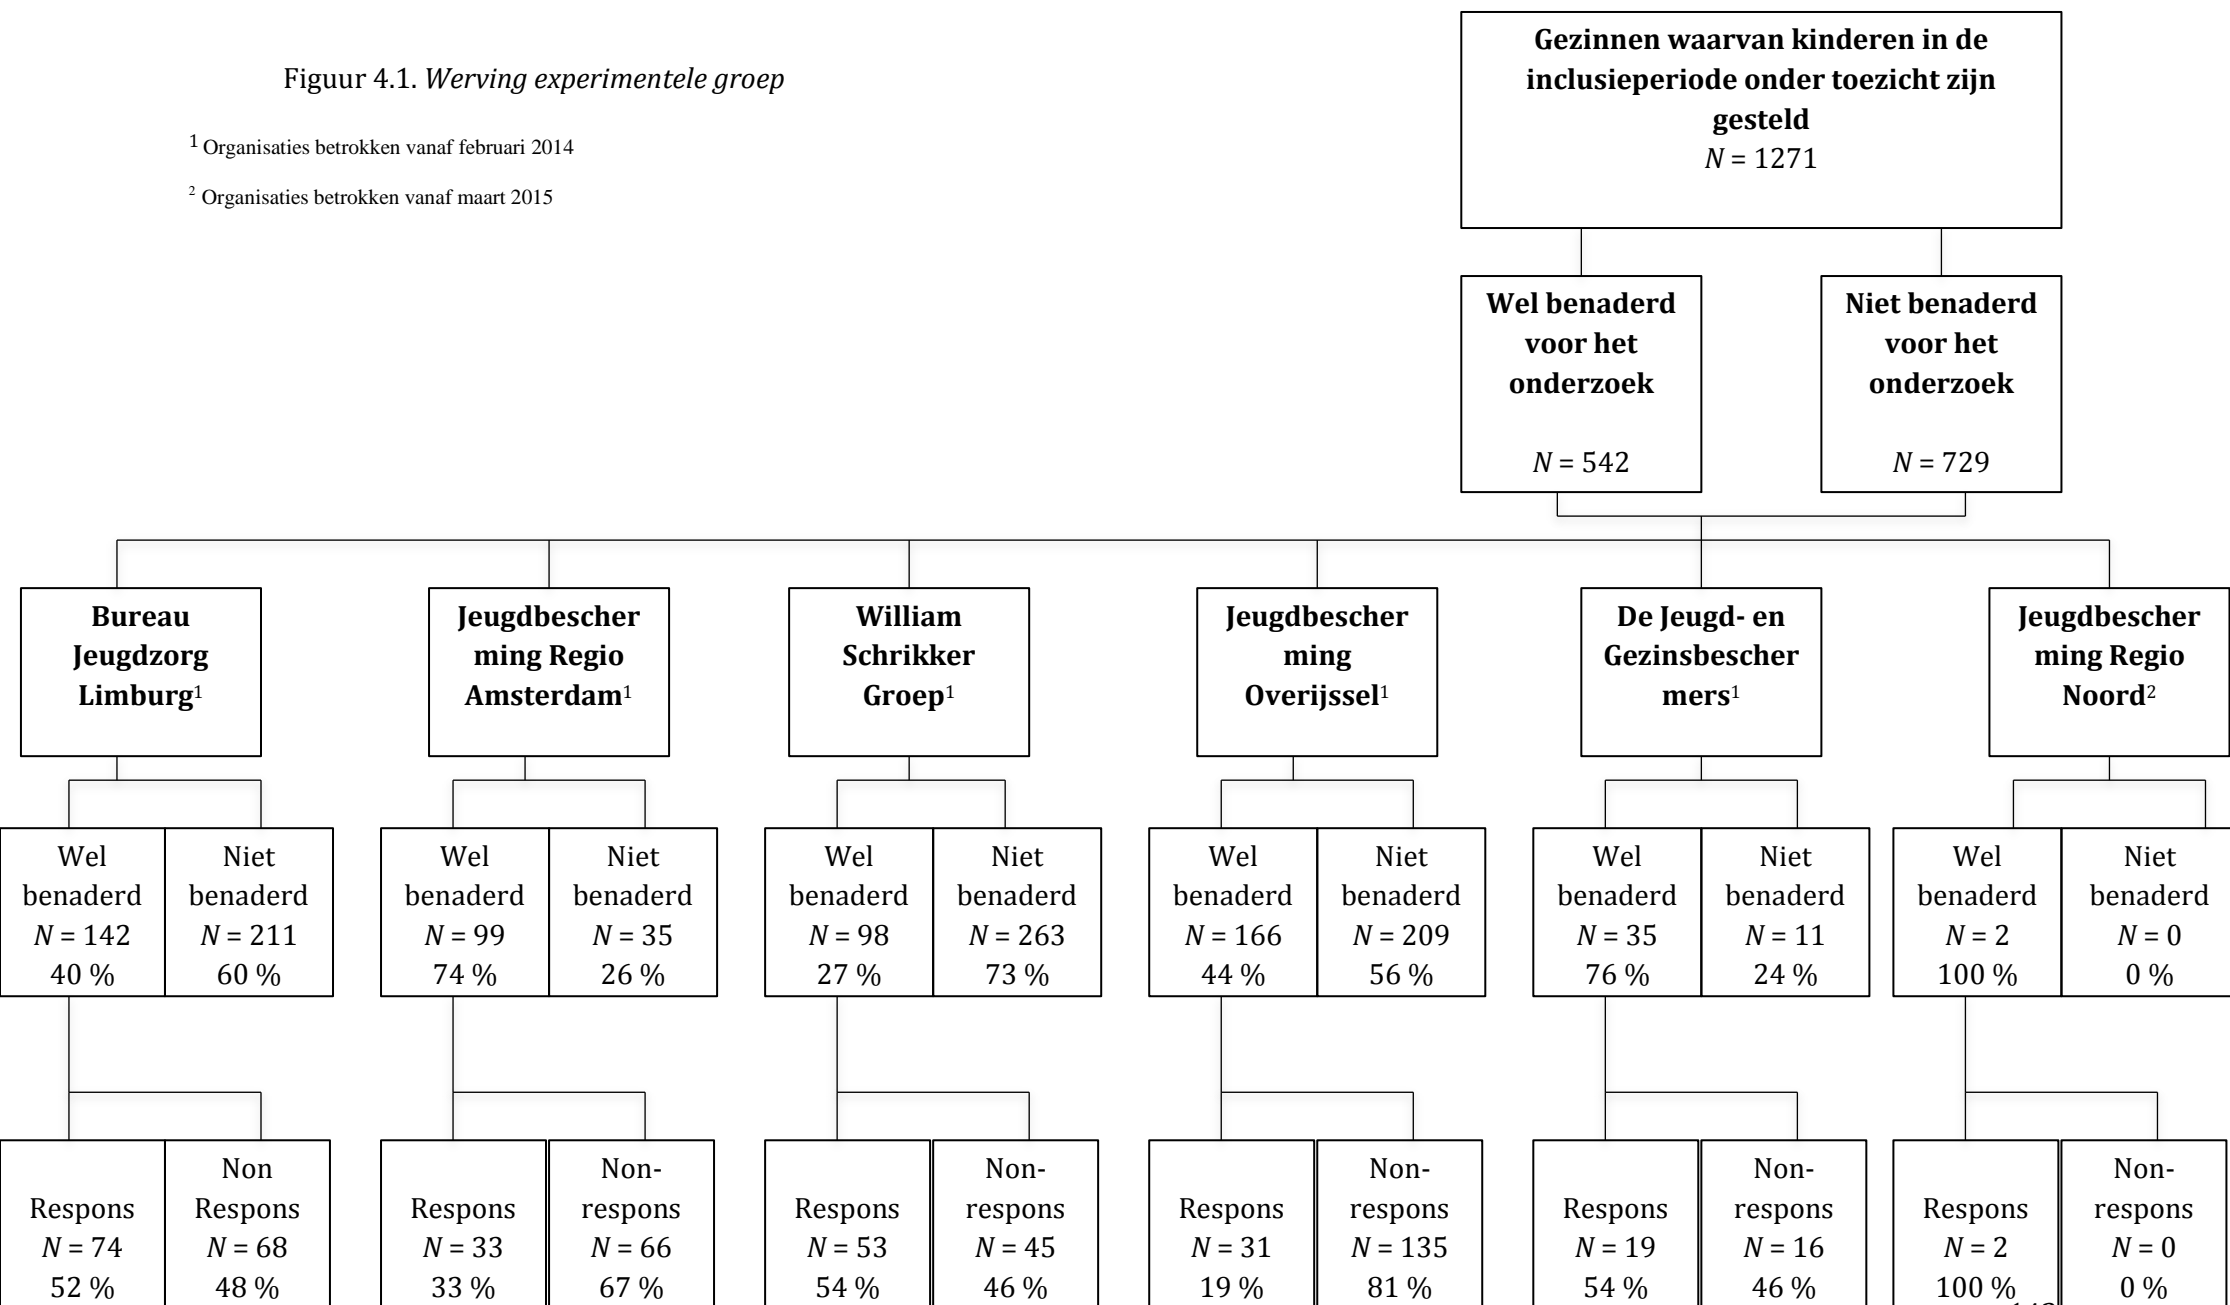 Gezinnen waarvan kinderen in de
inclusieperiode onder toezicht zijn
gesteld
N = 1271
Figuur 4.1. Werving experimentele groep
1 Organisaties betrokken vanaf februari 2014
2 Organisaties betrokken vanaf maart 2015
Wel benaderd
voor het
onderzoek
N = 542
Niet benaderd
voor het
onderzoek
N = 729
Bureau
Jeugdzorg
Limburg1
Jeugdbescher
ming Regio
Amsterdam1
William
Schrikker
Groep1
Jeugdbescher
ming
Overijssel1
De Jeugd- en
Gezinsbescher
mers1
Jeugdbescher
ming Regio
Noord2
Wel
benaderd
N = 142
40 %
Niet
benaderd
N = 211
60 %
Wel
benaderd
N = 99
74 %
Niet
benaderd
N = 35
26 %
Wel
benaderd
N = 98
27 %
Niet
benaderd
N = 263
73 %
Wel
benaderd
N = 166
44 %
Niet
benaderd
N = 209
56 %
Wel
benaderd
N = 35
76 %
Niet
benaderd
N = 11
24 %
Wel
benaderd
N = 2
100 %
Niet
benaderd
N = 0
0 %
Respons
N = 74
52 %
Non
Respons
N = 68
48 %
Respons
N = 33
33 %
Non-
respons
N = 66
67 %
Respons
N = 53
54 %
Non-
respons
N = 45
46 %
Respons
N = 31
19 %
Non-
respons
N = 135
81 %
Respons
N = 19
54 %
Non-
respons
N = 16
46 %
Respons
N = 2
100 %
Non-
respons
N = 0
0 %